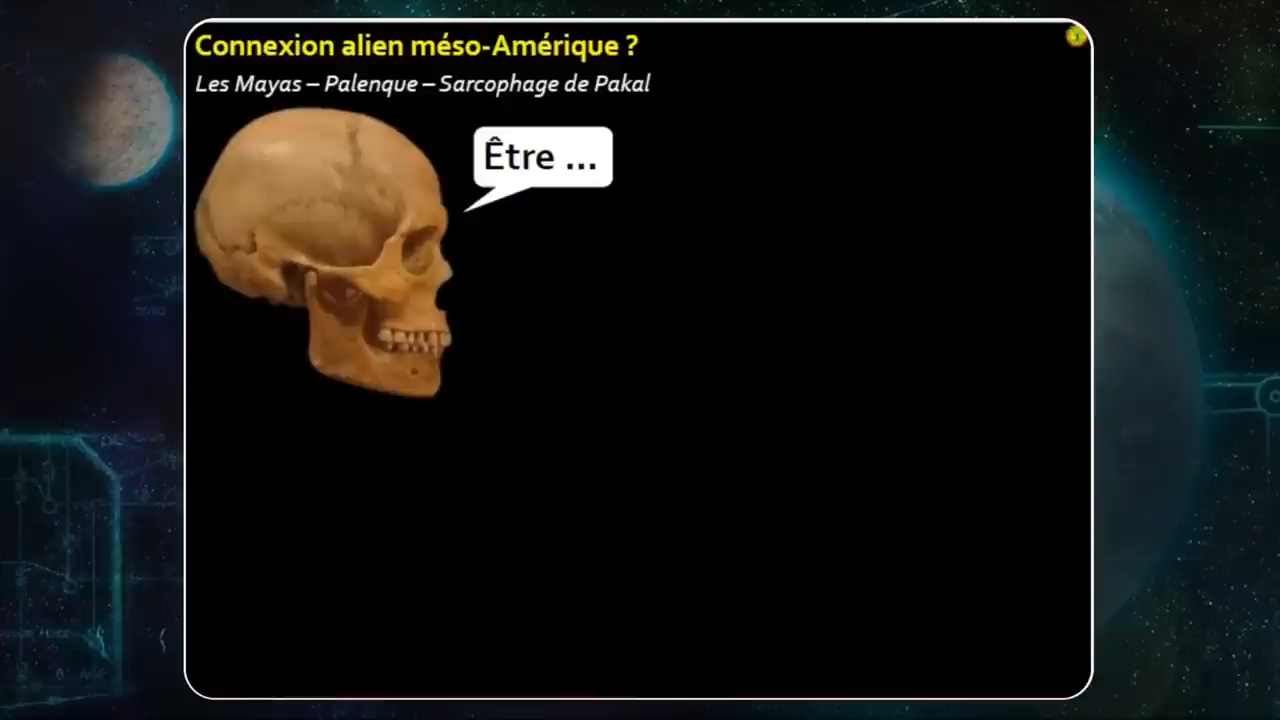 Connexion alien méso-Amérique ?
Les Mayas – Palenque – Sarcophage de Pakal
Être ...